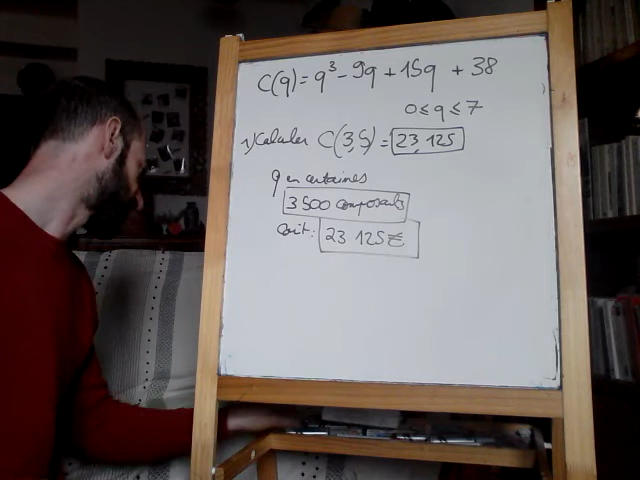 C(q) = q³ - 9q + 15q + 38
0 ≤ q ≤ 7
1) Calculer C(3,5) = 23,125
q en centaines
3 500 composants
Coût : 23 125 €